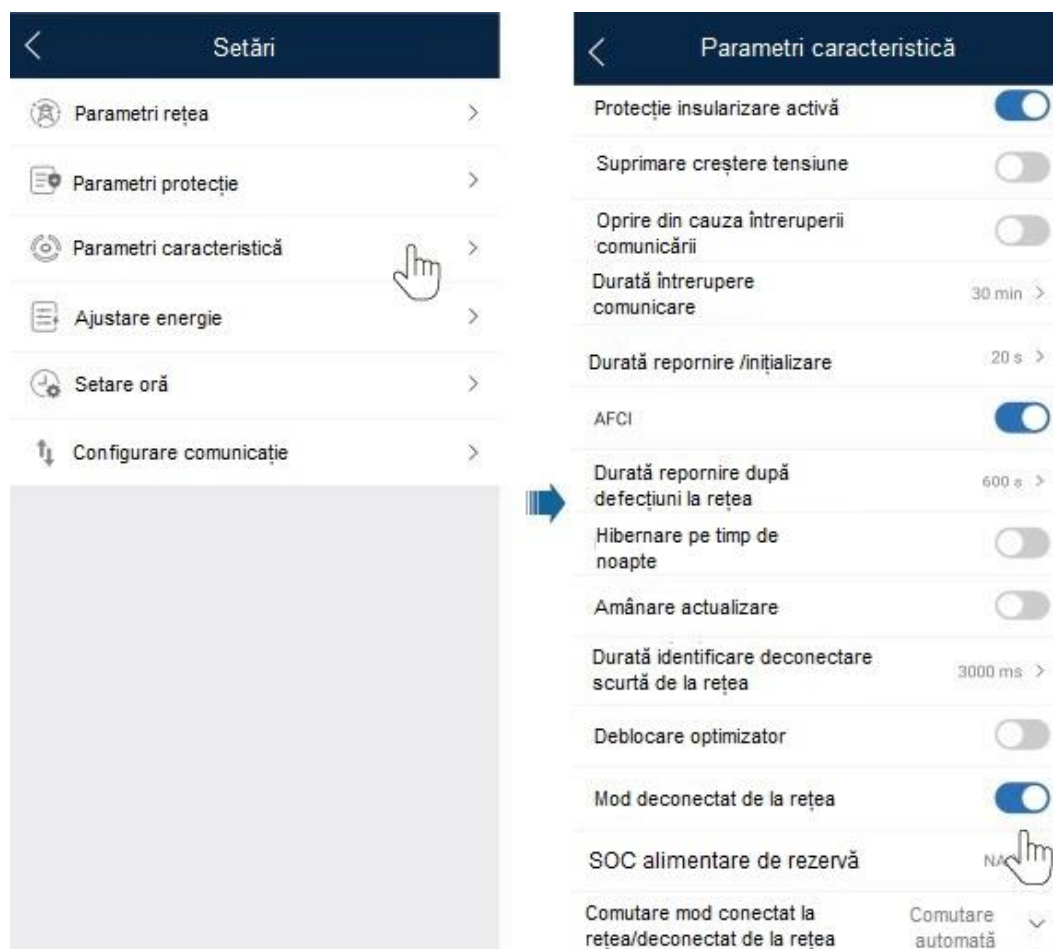 Setări
Parametri rețea
Parametri protecție
Parametri caracteristică
Ajustare energie
Setare oră
Configurare comunicație
Parametri caracteristică
Protecție insularizare activă
Suprimare creștere tensiune
Oprire din cauza întreruperii
comunicării
Durată întrerupere
comunicare
30 min
Durată repornire /inițializare
20 s
AFCI
Durată repornire după
defecțiuni la rețea
600 s
Hibernare pe timp de
noapte
Amânare actualizare
Durată identificare deconectare
scurtă de la rețea
3000 ms
Deblocare optimizator
Mod deconectat de la rețea
SOC alimentare de rezervă
NA
Comutare mod conectat la
rețea/deconectat de la rețea
Comutare
automată